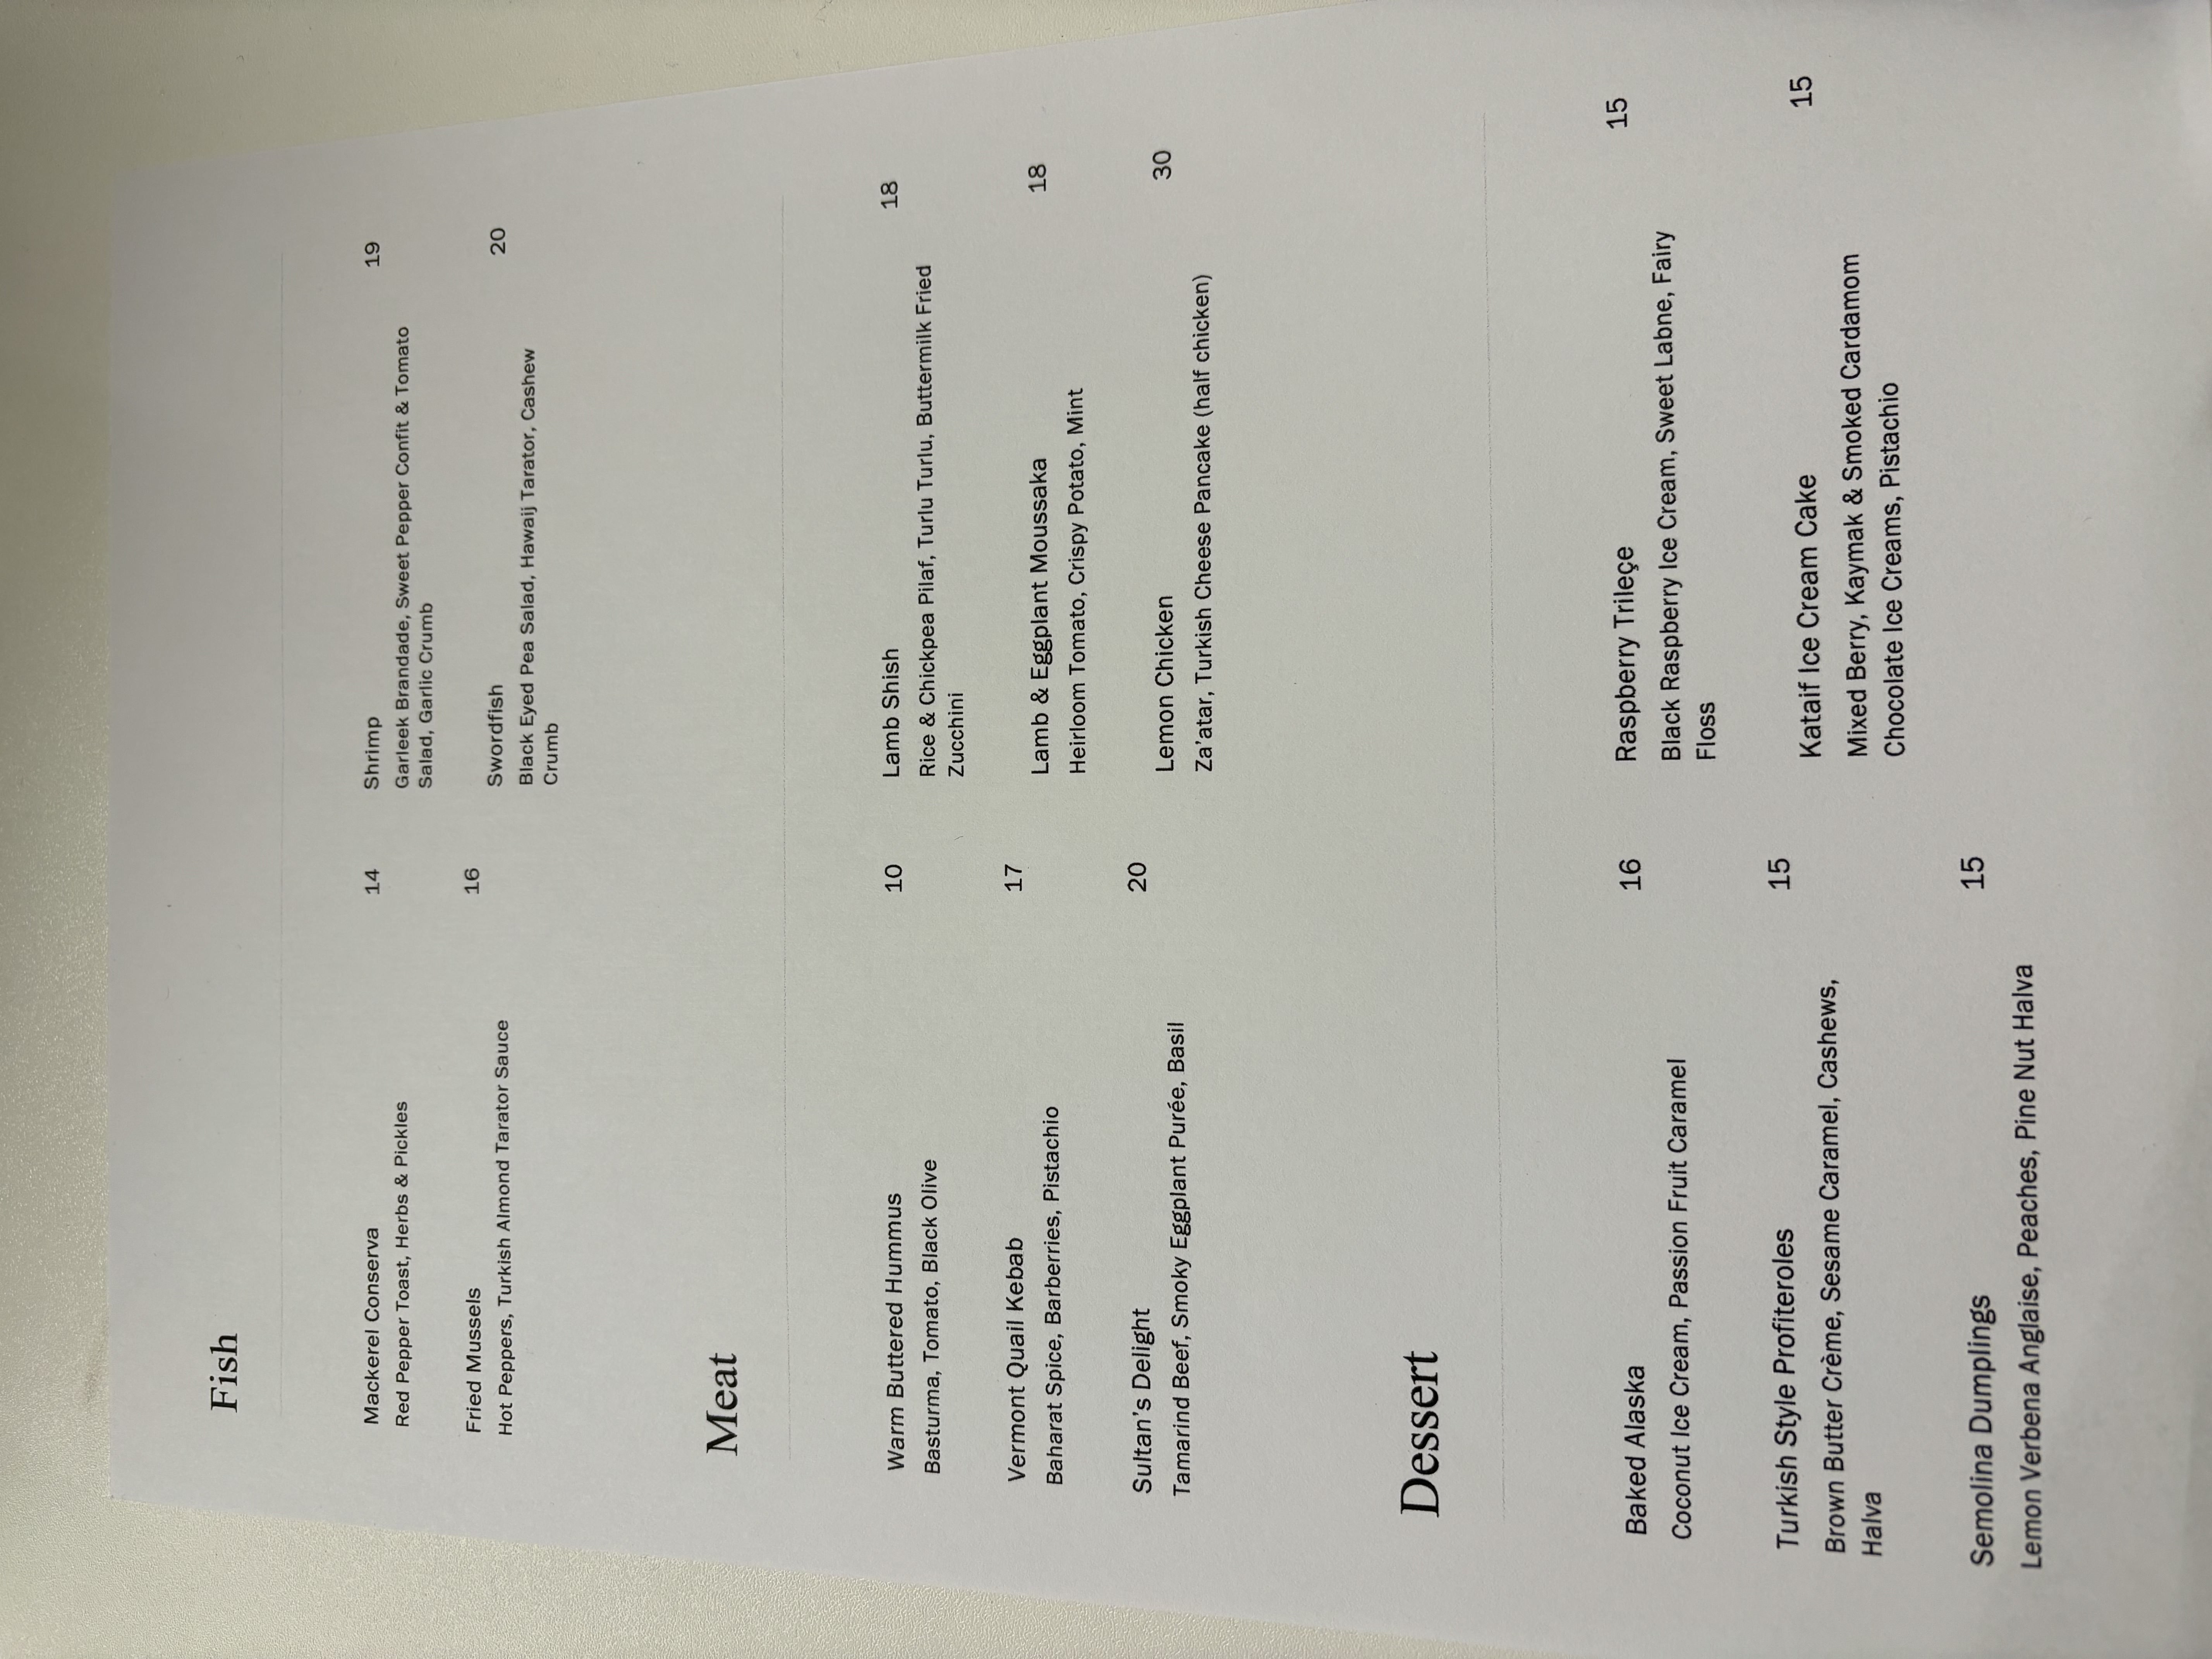 Fish
Mackerel Conserva 14
Red Pepper Toast, Herbs & Pickles
Fried Mussels 16
Hot Peppers, Turkish Almond Tarator Sauce
Shrimp 19
Garleek Brandade, Sweet Pepper Confit & Tomato
Salad, Garlic Crumb
Swordfish 20
Black Eyed Pea Salad, Hawaij Tarator, Cashew
Crumb
Meat
Warm Buttered Hummus 10
Basturma, Tomato, Black Olive
Vermont Quail Kebab 17
Baharat Spice, Barberries, Pistachio
Sultan's Delight 20
Tamarind Beef, Smoky Eggplant Purée, Basil
Lamb Shish 18
Rice & Chickpea Pilaf, Turlu Turlu, Buttermilk Fried
Zucchini
Lamb & Eggplant Moussaka 18
Heirloom Tomato, Crispy Potato, Mint
Lemon Chicken 30
Za'atar, Turkish Cheese Pancake (half chicken)
Dessert
Baked Alaska 16
Coconut Ice Cream, Passion Fruit Caramel
Turkish Style Profiteroles 15
Brown Butter Crème, Sesame Caramel, Cashews,
Halva
Semolina Dumplings 15
Lemon Verbena Anglaise, Peaches, Pine Nut Halva
Raspberry Trileçe 15
Black Raspberry Ice Cream, Sweet Labne, Fairy
Floss
Kataif Ice Cream Cake 15
Mixed Berry, Kaymak & Smoked Cardamom
Chocolate Ice Creams, Pistachio